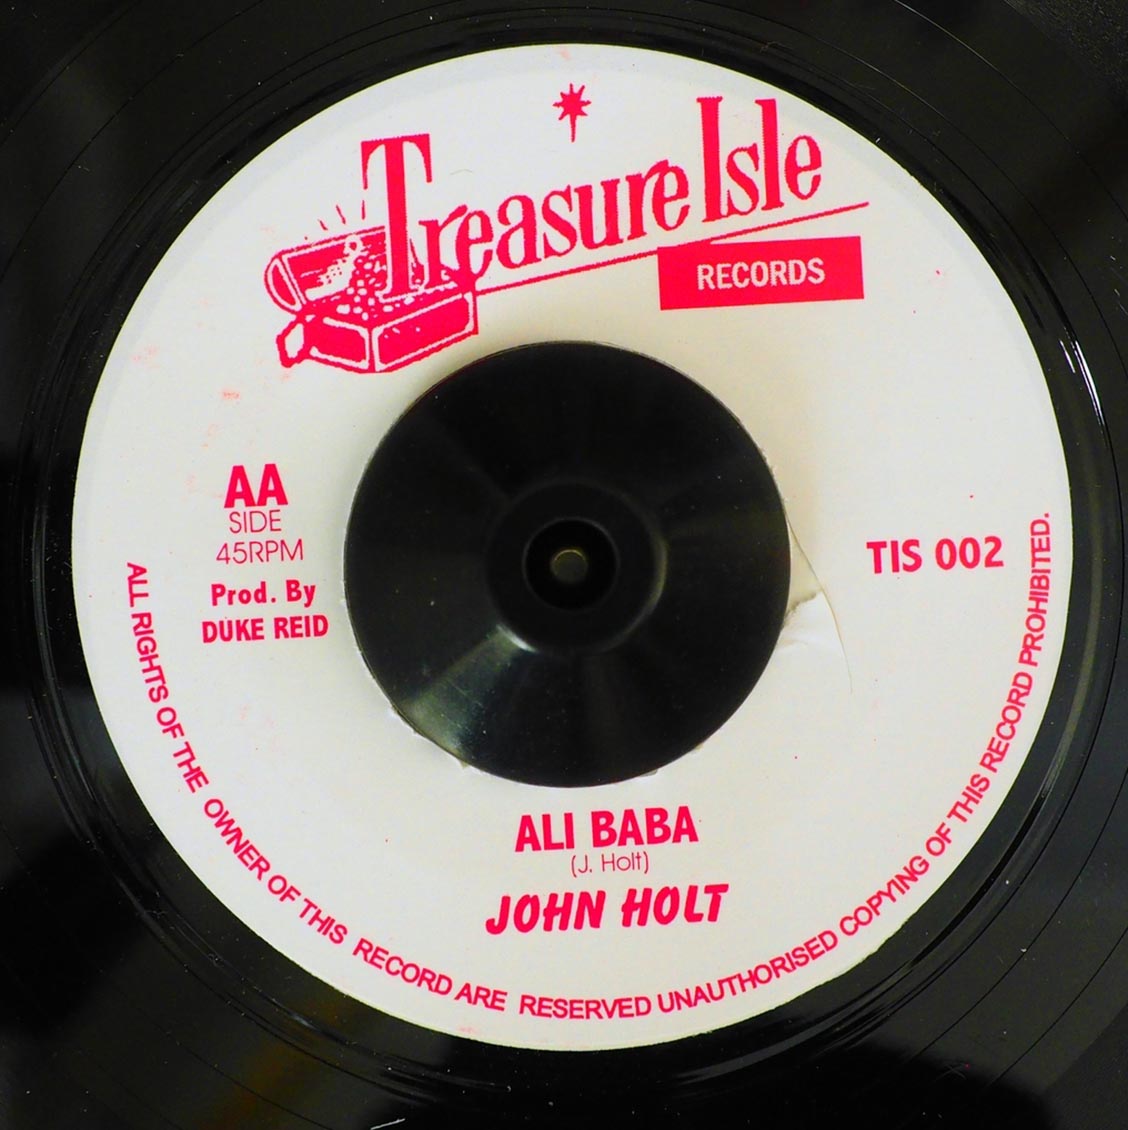 Treasure Isle
RECORDS
AA
SIDE
45RPM
Prod. By
DUKE REID
TIS 002
ALI BABA
(J. Holt)
JOHN HOLT
ALL RIGHTS OF THE OWNER OF THIS RECORD ARE RESERVED UNAUTHORISED COPYING OF THIS RECORD PROHIBITED.